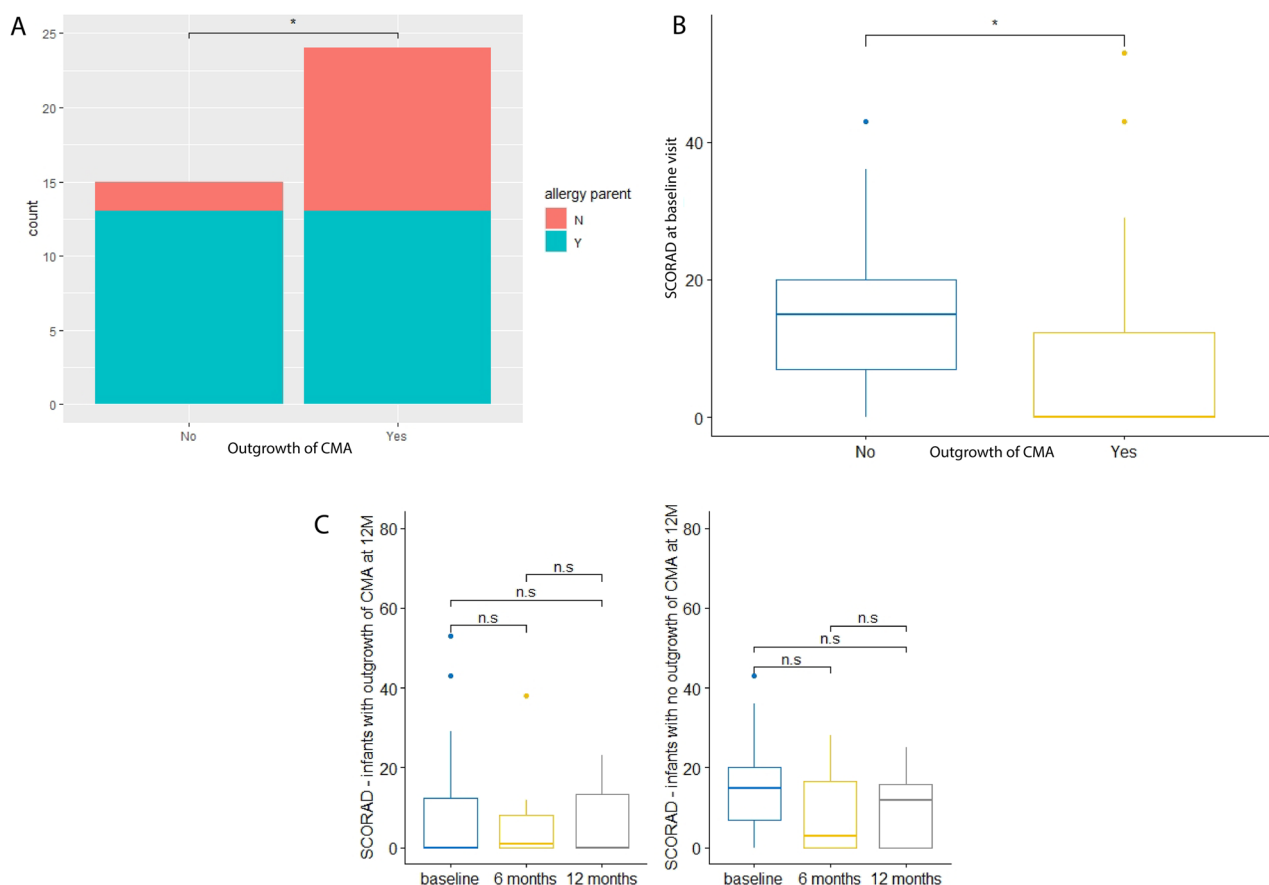 A
*
25
20
15
10
5
0
count
No
Yes
Outgrowth of CMA
allergy parent
N
Y
B
*
SCORAD at baseline visit
40
20
0
No
Outgrowth of CMA
Yes
C
SCORAD - infants with outgrowth of CMA at 12M
80
60
40
20
0
n.s
n.s
n.s
baseline 6 months 12 months
SCORAD - infants with no outgrowth of CMA at 12M
80
60
40
20
0
n.s
n.s
n.s
baseline 6 months 12 months